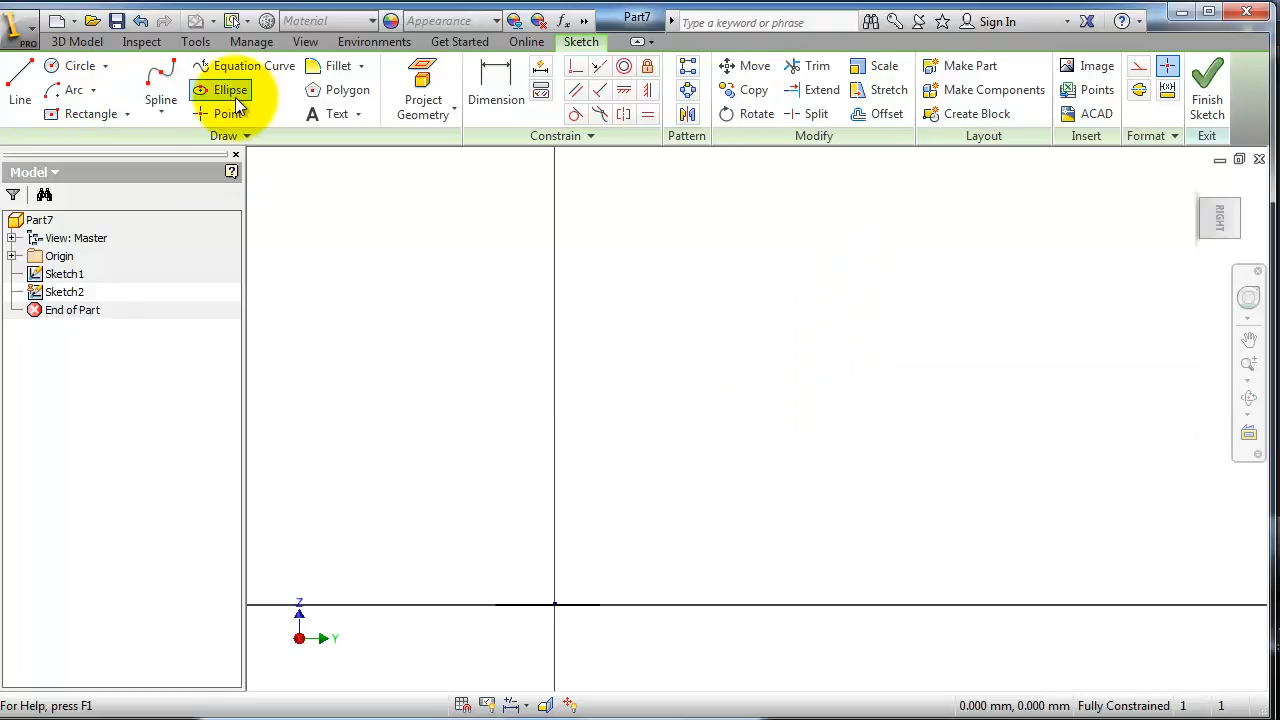 PRO
Material
Appearance
Part7
Type a keyword or phrase
Sign In
3D Model
Inspect
Tools
Manage
View
Environments
Get Started
Online
Sketch
Line
Circle
Arc
Rectangle
Spline
Equation Curve
Ellipse
Point
Fillet
Polygon
Text
Project
Geometry
Dimension
Move
Copy
Rotate
Trim
Extend
Split
Scale
Stretch
Offset
Make Part
Make Components
Create Block
Image
Points
ACAD
Finish
Sketch
Draw
Constrain
Pattern
Modify
Layout
Insert
Format
Exit
Model
Part7
View: Master
Origin
Sketch1
Sketch2
End of Part
RIGHT
Z
Y
For Help, press F1
0.000 mm, 0.000 mm Fully Constrained 1 1